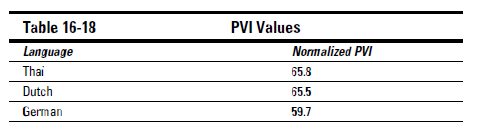 Table 16-18 PVI Values
Language Normalized PVI
Thai 65.8
Dutch 65.5
German 59.7